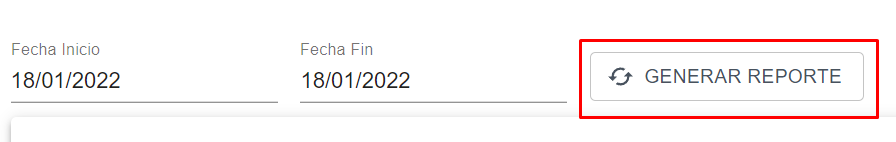 Fecha Inicio
18/01/2022
Fecha Fin
18/01/2022
GENERAR REPORTE